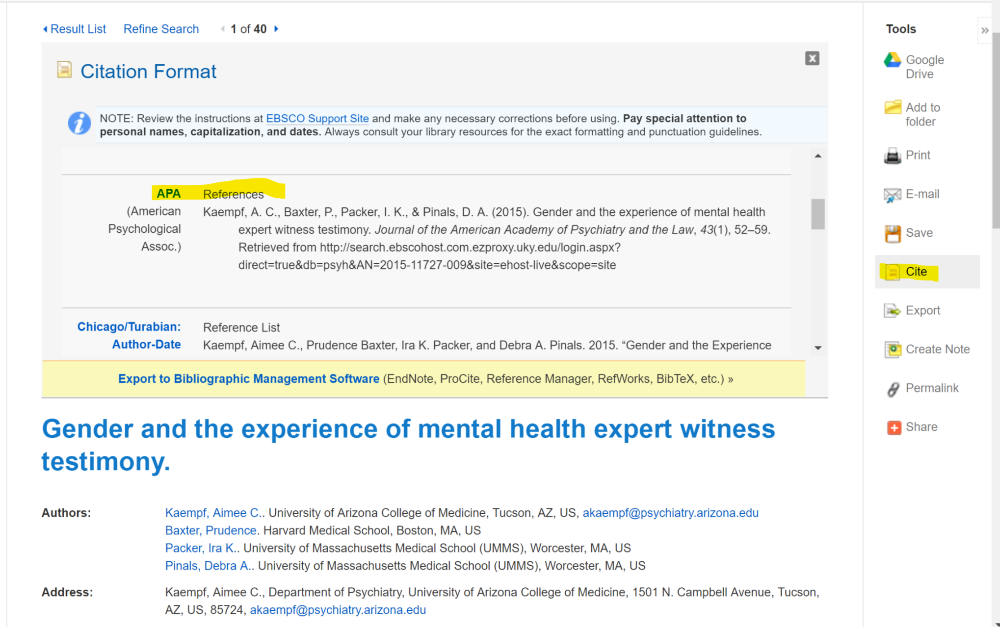 Result List Refine Search 1 of 40
Citation Format
NOTE: Review the instructions at EBSCO Support Site and make any necessary corrections before using. Pay special attention to
personal names, capitalization, and dates. Always consult your library resources for the exact formatting and punctuation guidelines.
APA References
(American Kaempf, A. C., Baxter, P., Packer, I. K., & Pinals, D. A. (2015). Gender and the experience of mental health
Psychological expert witness testimony. Journal of the American Academy of Psychiatry and the Law, 43(1), 52–59.
Assoc.) Retrieved from http://search.ebscohost.com.ezproxy.uky.edu/login.aspx?
direct=true&db=psyh&AN=2015-11727-009&site=ehost-live&scope=site
Chicago/Turabian: Reference List
Author-Date Kaempf, Aimee C., Prudence Baxter, Ira K. Packer, and Debra A. Pinals. 2015. “Gender and the Experience
Export to Bibliographic Management Software (EndNote, ProCite, Reference Manager, RefWorks, BibTeX, etc.) »
Gender and the experience of mental health expert witness
testimony.
Authors: Kaempf, Aimee C.. University of Arizona College of Medicine, Tucson, AZ, US, akaempf@psychiatry.arizona.edu
Baxter, Prudence. Harvard Medical School, Boston, MA, US
Packer, Ira K.. University of Massachusetts Medical School (UMMS), Worcester, MA, US
Pinals, Debra A.. University of Massachusetts Medical School (UMMS), Worcester, MA, US
Address: Kaempf, Aimee C., Department of Psychiatry, University of Arizona College of Medicine, 1501 N. Campbell Avenue, Tucson,
AZ, US, 85724, akaempf@psychiatry.arizona.edu
Tools »
Google
Drive
Add to
folder
Print
E-mail
Save
Cite
Export
Create Note
Permalink
Share